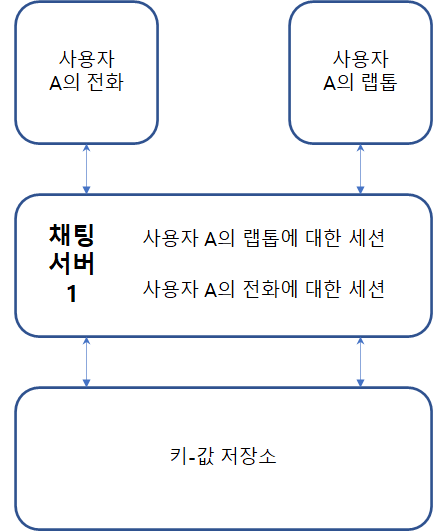 사용자
A의 전화
사용자
A의 랩톱
채팅
서버
1
사용자 A의 랩톱에 대한 세션
사용자 A의 전화에 대한 세션
키-값 저장소